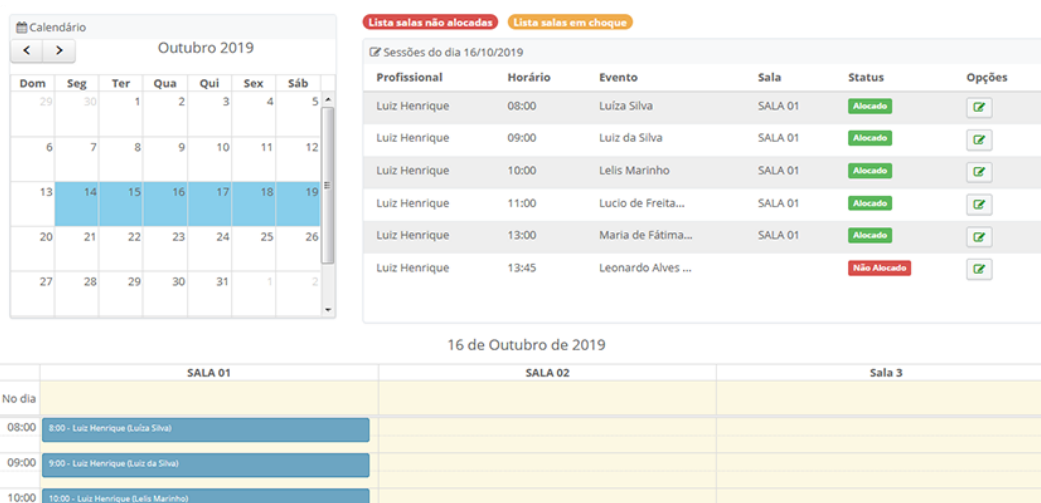 Calendário
Outubro 2019
Dom Seg Ter Qua Qui Sex Sáb
29 30 1 2 3 4 5
6 7 8 9 10 11 12
13 14 15 16 17 18 19
20 21 22 23 24 25 26
27 28 29 30 31 1 2
Lista salas não alocadas Lista salas em choque
Sessões do dia 16/10/2019
Profissional Horário Evento Sala Status Opções
Luiz Henrique 08:00 Luíza Silva SALA 01 Alocado
Luiz Henrique 09:00 Luiz da Silva SALA 01 Alocado
Luiz Henrique 10:00 Lelis Marinho SALA 01 Alocado
Luiz Henrique 11:00 Lucio de Freita... SALA 01 Alocado
Luiz Henrique 13:00 Maria de Fátima... SALA 01 Alocado
Luiz Henrique 13:45 Leonardo Alves ... Não Alocado
16 de Outubro de 2019
SALA 01 SALA 02 Sala 3
No dia
08:00 8:00 - Luiz Henrique (Luíza Silva)
09:00 9:00 - Luiz Henrique (Luiz da Silva)
10:00 10:00 - Luiz Henrique (Lelis Marinho)